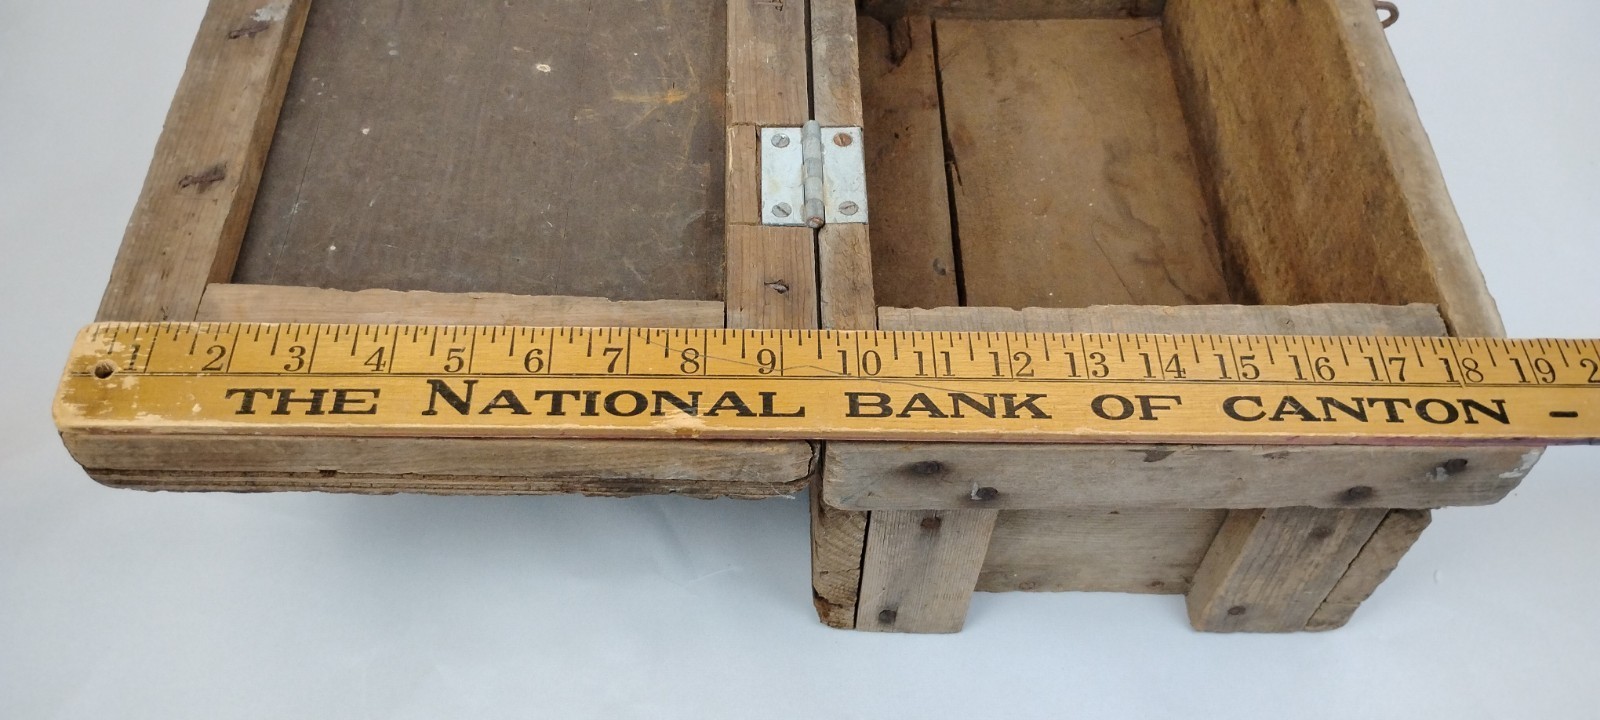 1 2 3 4 5 6 7 8 9 10 11 12 13 14 15 16 17 18 19
THE NATIONAL BANK OF CANTON -